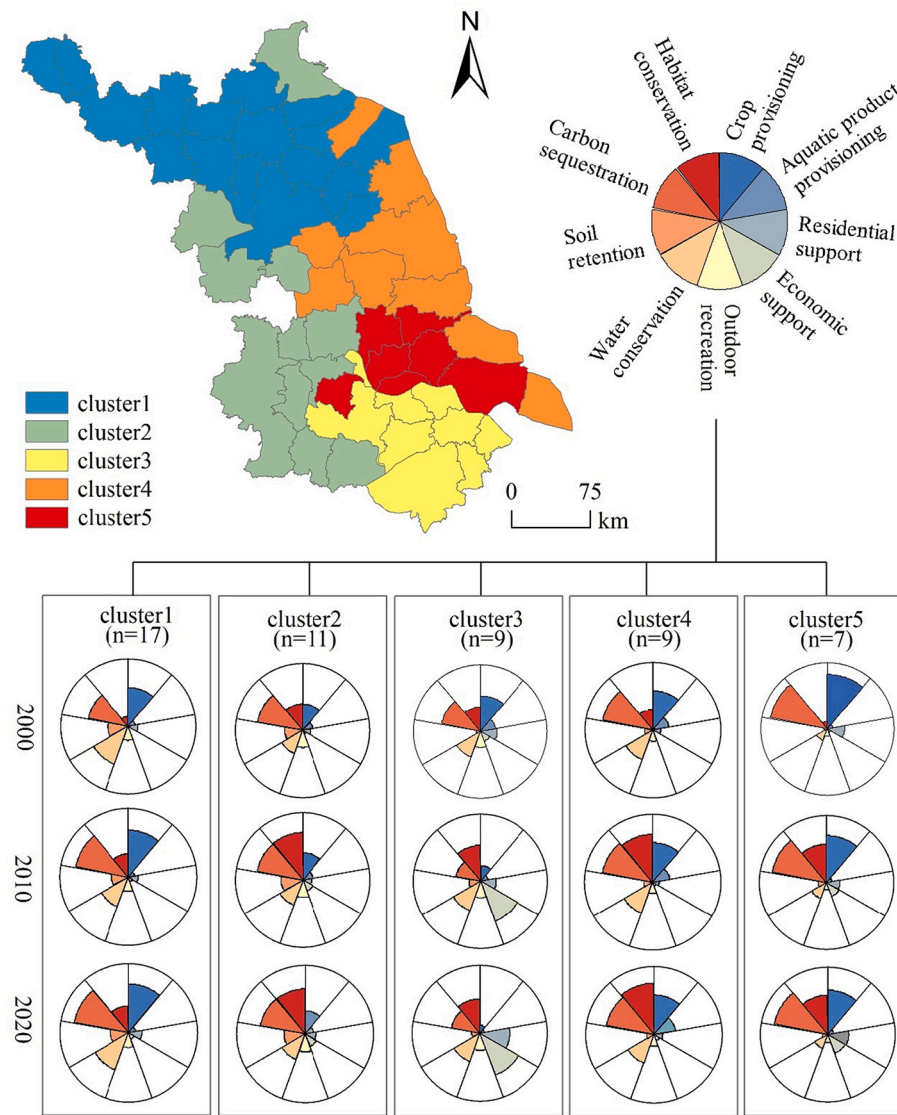 N
Habitat
conservation
Crop
provisioning
Carbon
sequestration
Aquatic product
provisioning
Soil
retention
Residential
support
Water
conservation
Outdoor
recreation
Economic
support
cluster1
cluster2
cluster3
cluster4
cluster5
0 75
km
cluster1
(n=17)
cluster2
(n=11)
cluster3
(n=9)
cluster4
(n=9)
cluster5
(n=7)
2000
2010
2020